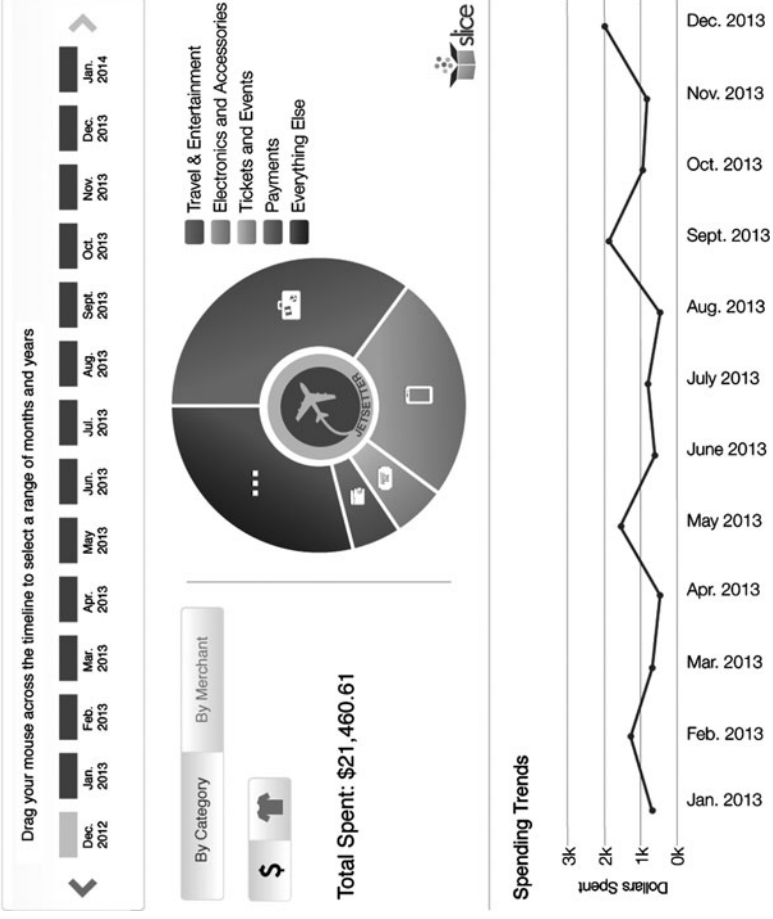 Drag your mouse across the timeline to select a range of months and years
Dec. 2012
Jan. 2013
Feb. 2013
Mar. 2013
Apr. 2013
May 2013
Jun. 2013
Jul. 2013
Aug. 2013
Sept. 2013
Oct. 2013
Nov. 2013
Dec. 2013
Jan. 2014
By Category
By Merchant
$
Total Spent: $21,460.61
JETSETTER
Travel & Entertainment
Electronics and Accessories
Tickets and Events
Payments
Everything Else
slice
Spending Trends
Dollars Spent
3k
2k
1k
0k
Jan. 2013
Feb. 2013
Mar. 2013
Apr. 2013
May 2013
June 2013
July 2013
Aug. 2013
Sept. 2013
Oct. 2013
Nov. 2013
Dec. 2013